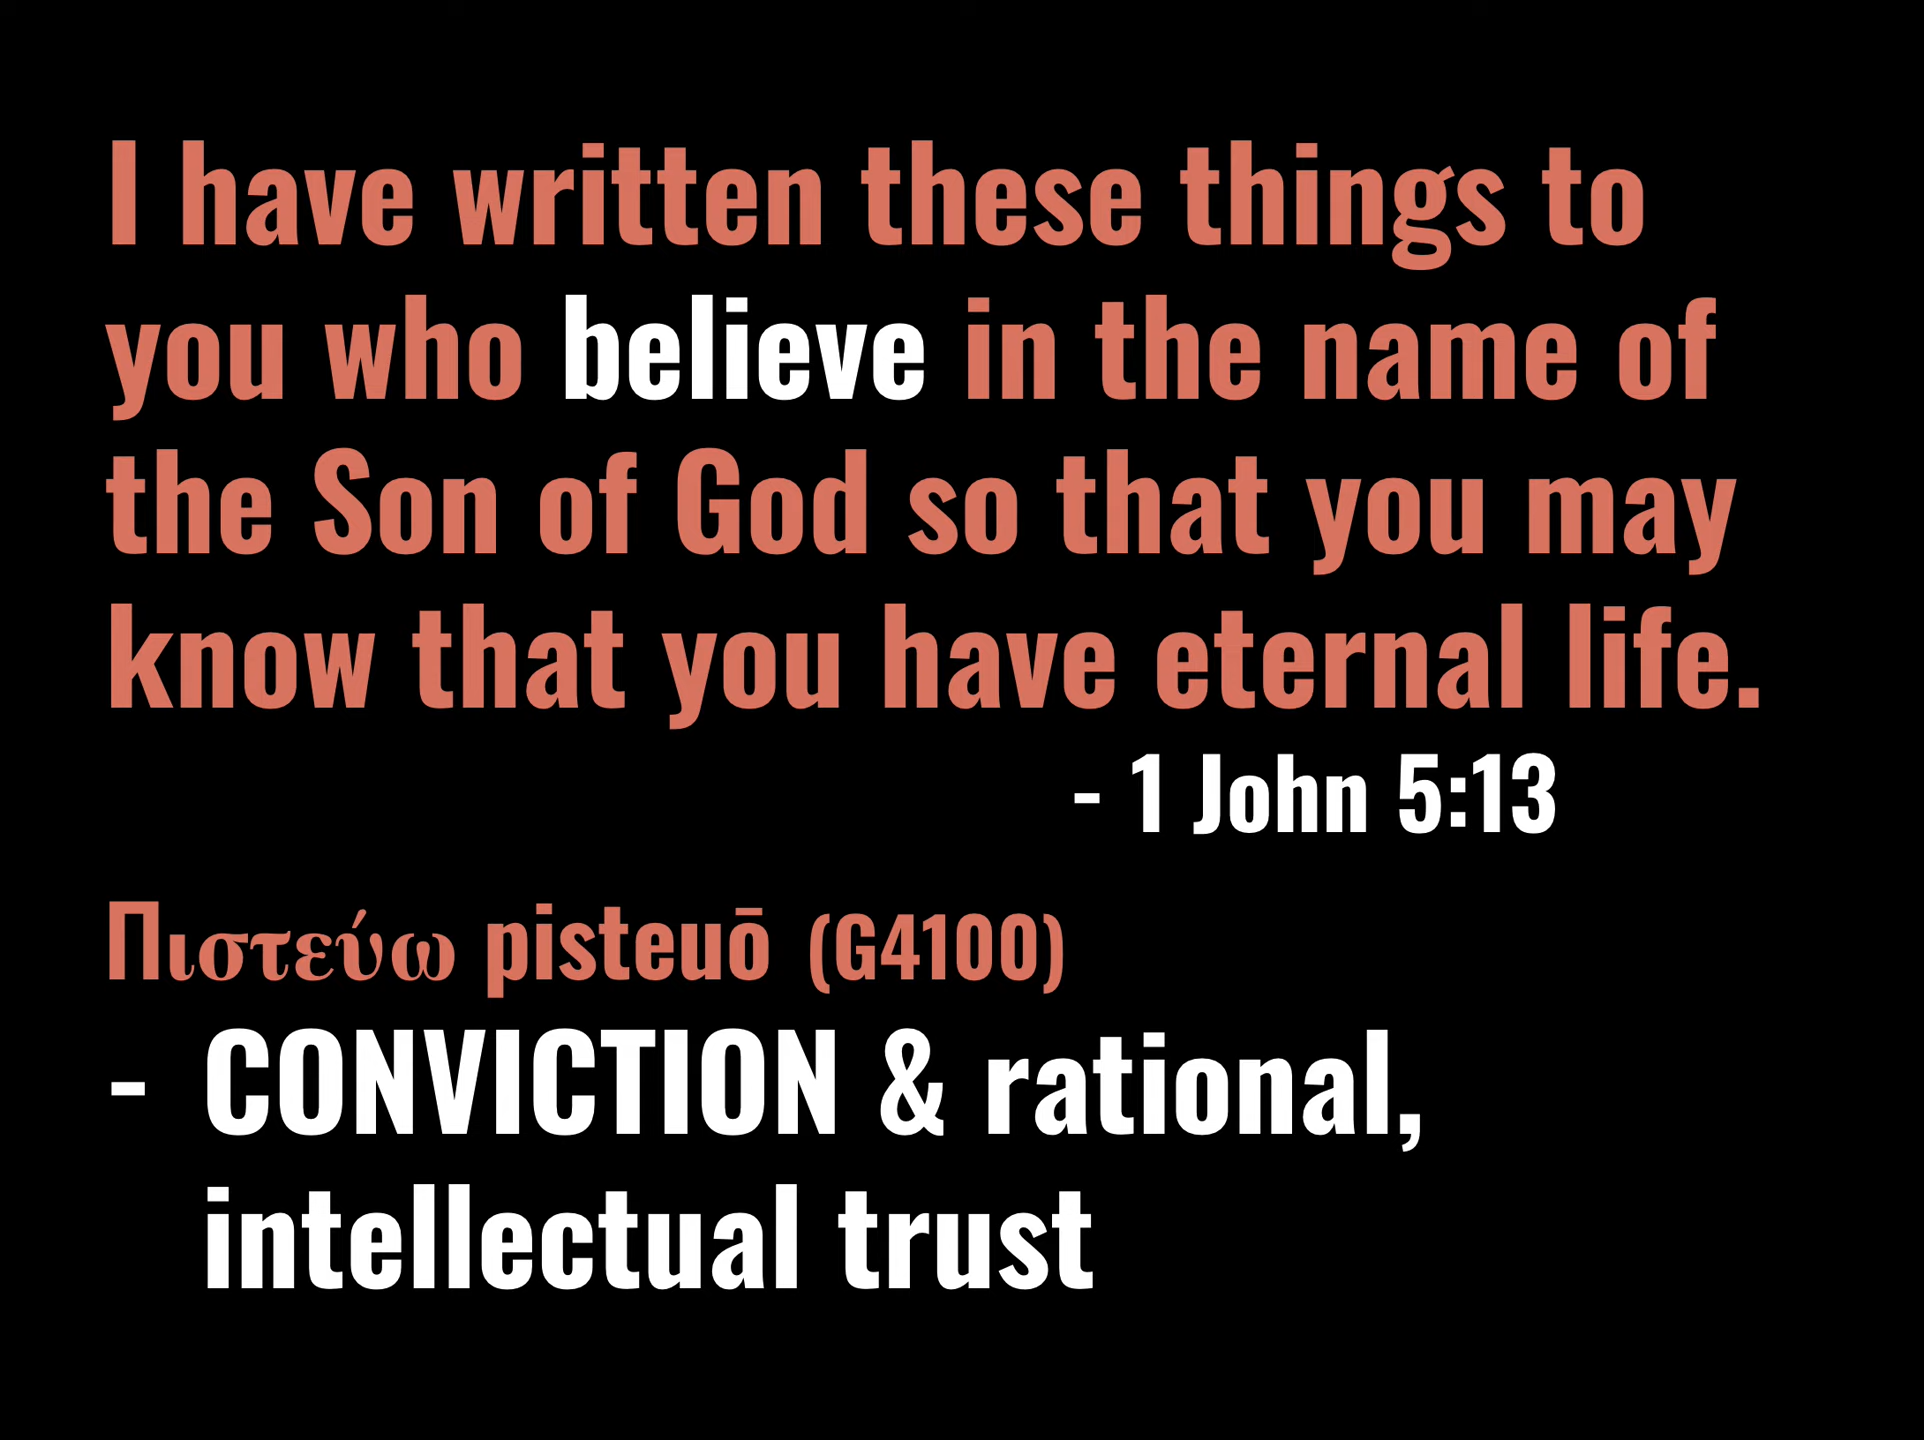 I have written these things to
you who believe in the name of
the Son of God so that you may
know that you have eternal life.
- 1 John 5:13
Πιστεύω pisteuō (G4100)
- CONVICTION & rational,
intellectual trust